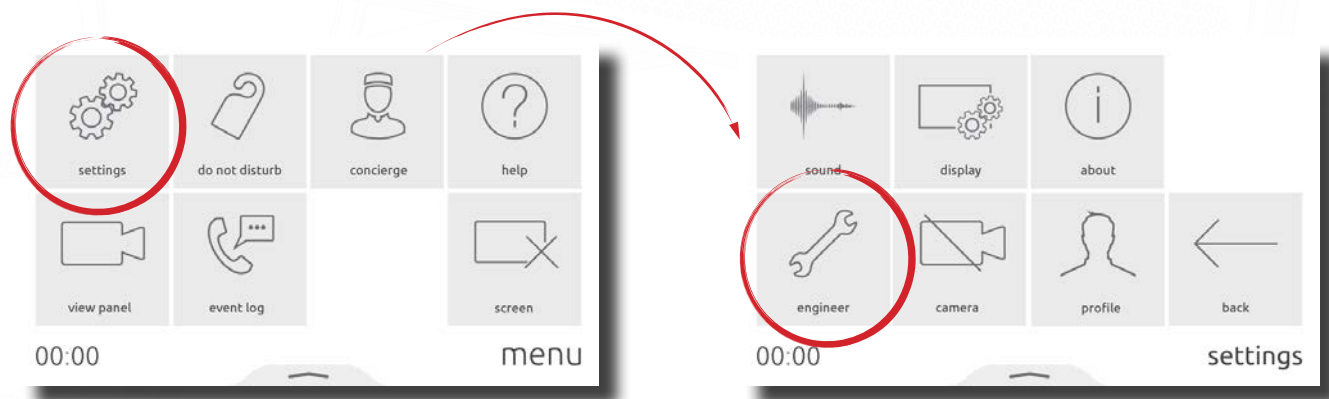 settings
do not disturb
concierge
help
view panel
event log
screen
00:00
menu
sound
display
about
engineer
camera
profile
back
00:00
settings